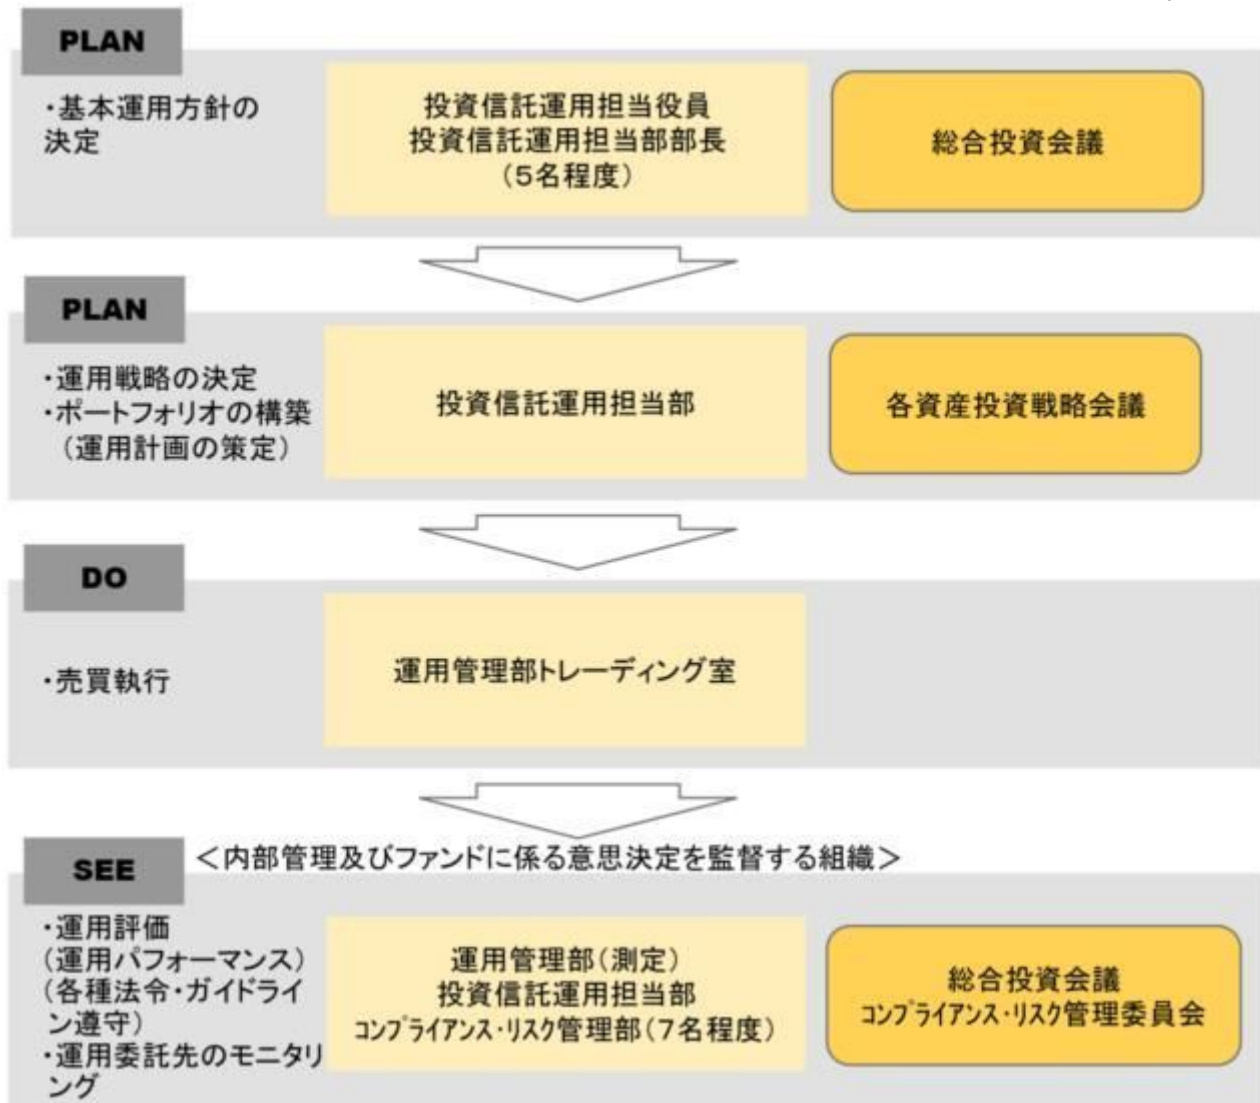 PLAN
・基本運用方針の
決定
投資信託運用担当役員
投資信託運用担当部部長
(5名程度)
総合投資会議
PLAN
・運用戦略の決定
・ポートフォリオの構築
(運用計画の策定)
投資信託運用担当部
各資産投資戦略会議
DO
・売買執行
運用管理部トレーディング室
SEE
＜内部管理及びファンドに係る意思決定を監督する組織＞
・運用評価
(運用パフォーマンス)
(各種法令・ガイドライ
ン遵守)
・運用委託先のモニタリ
ング
運用管理部(測定)
投資信託運用担当部
ｺﾝﾌﾟﾗｲｱﾝｽ・ﾘｽｸ管理部(7名程度)
総合投資会議
ｺﾝﾌﾟﾗｲｱﾝｽ・ﾘｽｸ管理委員会